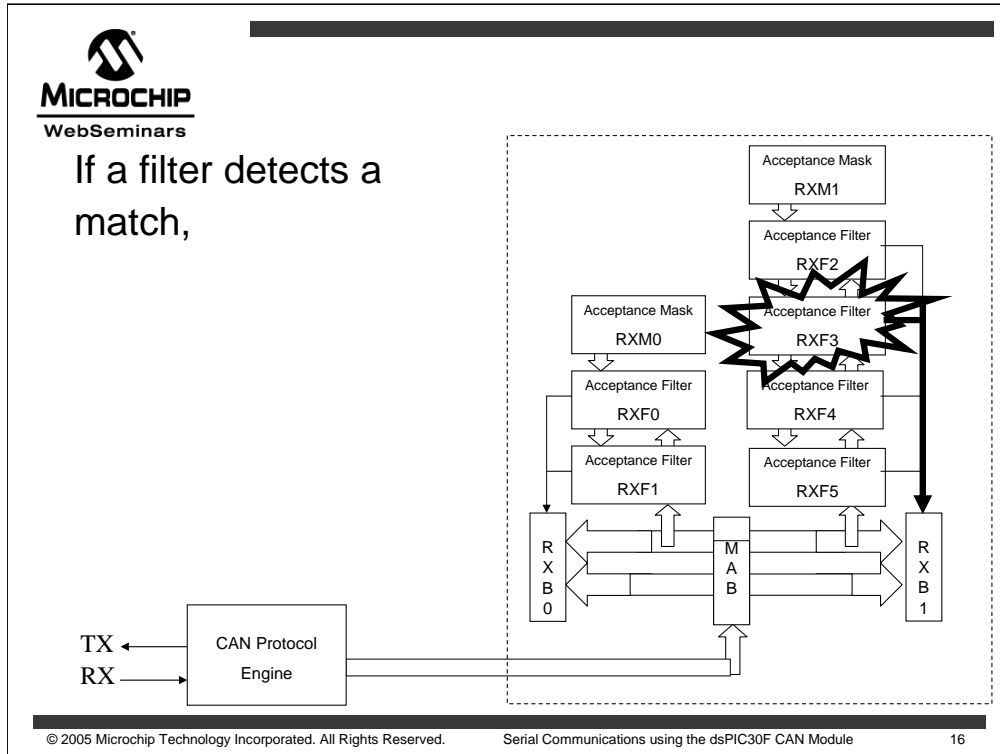 MICROCHIP
WebSeminars
If a filter detects a
match,
Acceptance Mask
RXM1
Acceptance Filter
RXF2
Acceptance Filter
RXF3
Acceptance Filter
RXF4
Acceptance Filter
RXF5
Acceptance Mask
RXM0
Acceptance Filter
RXF0
Acceptance Filter
RXF1
R
X
B
0
M
A
B
R
X
B
1
TX
RX
CAN Protocol
Engine
© 2005 Microchip Technology Incorporated. All Rights Reserved. Serial Communications using the dsPIC30F CAN Module 16